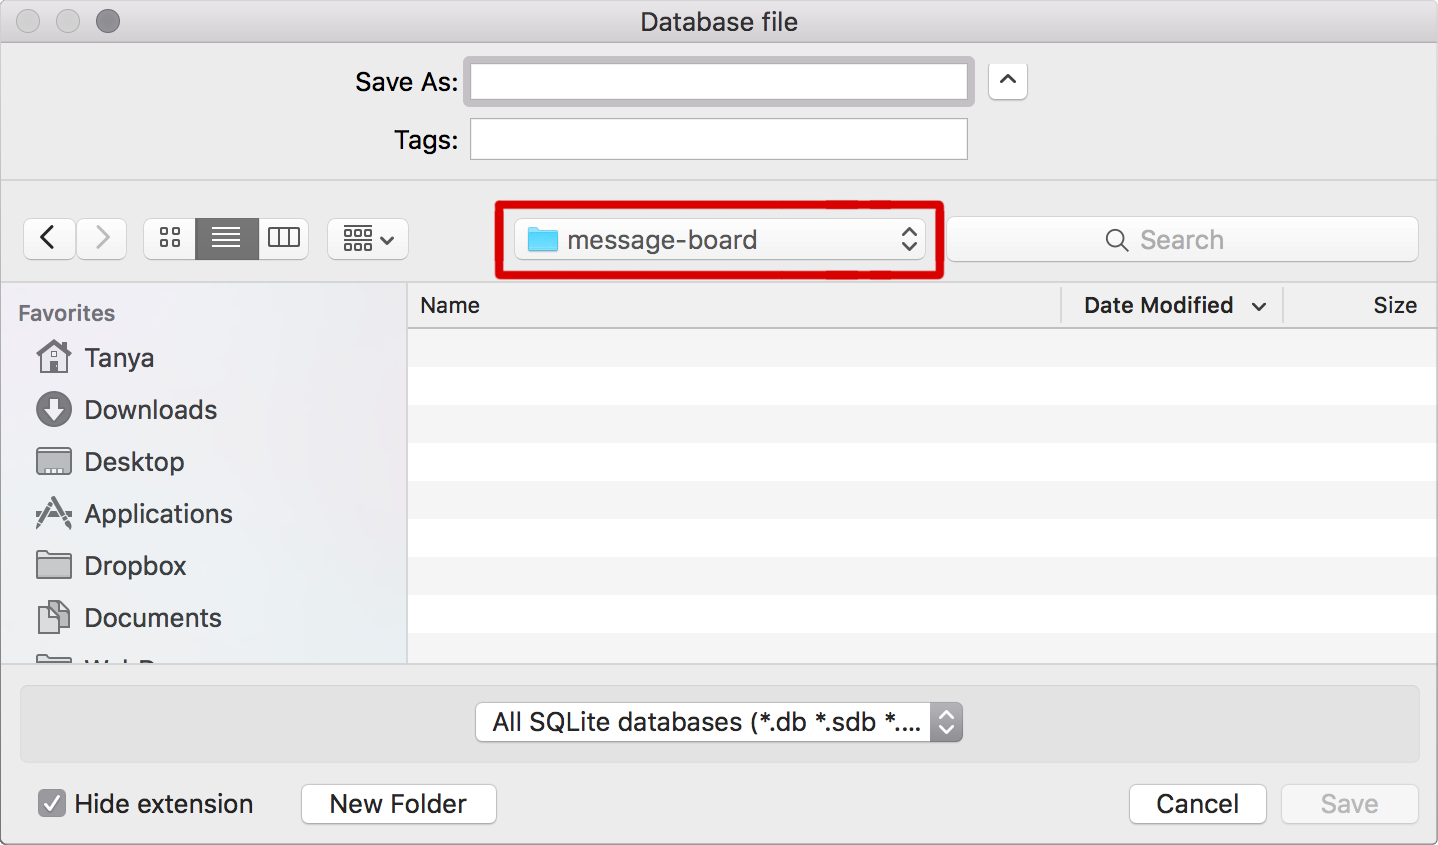 Database file
Save As:
Tags:
message-board
Search
Favorites
Name
Date Modified
Size
Tanya
Downloads
Desktop
Applications
Dropbox
Documents
All SQLite databases (*.db *.sdb *....
Hide extension
New Folder
Cancel
Save